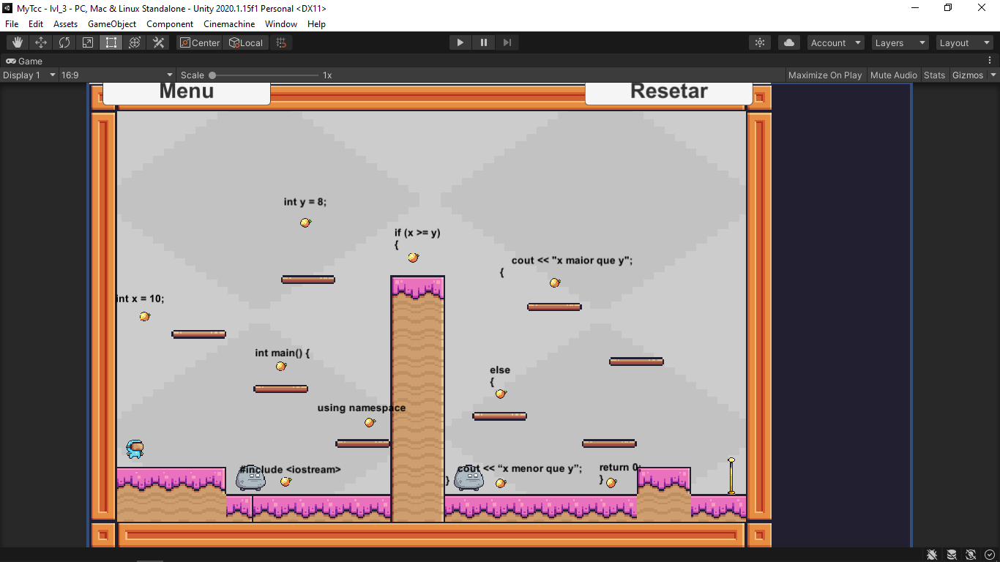 MyTcc - lvl_3 - PC, Mac & Linux Standalone - Unity 2020.1.15f1 Personal <DX11>
File Edit Assets GameObject Component Cinemachine Window Help
Center Local Account Layers Layout
Game
Display 1 16:9 Scale 1x Maximize On Play Mute Audio Stats Gizmos
Menu Resetar
int y = 8;
if (x >= y)
{
cout << "x maior que y";
{
int x = 10;
int main() {
else
{
using namespace
#include <iostream>
cout << “x menor que y”;
}
return 0;
}